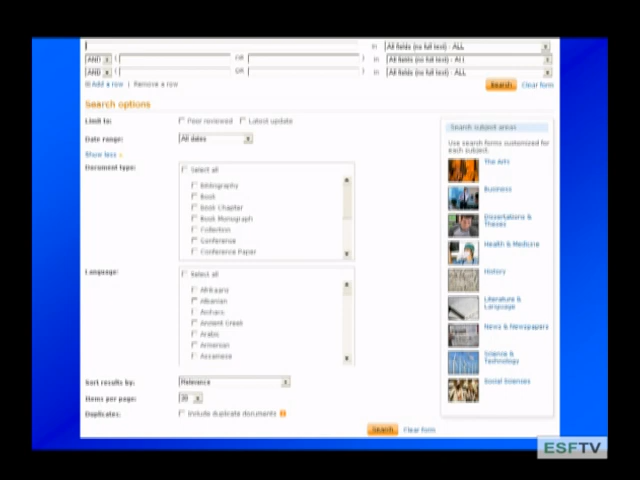 in All fields (no full text) - ALL
AND ( OR ) in All fields (no full text) - ALL
AND ( OR ) in All fields (no full text) - ALL
Add a row | Remove a row Search Clear form
Search options
Limit to: Peer reviewed Latest update
Date range: All dates
Show less
Document type: Select all
Bibliography
Book
Book Chapter
Book Monograph
Collection
Conference
Conference Paper
Language: Select all
Afrikaans
Albanian
Amharic
Ancient Greek
Arabic
Armenian
Assamese
Sort results by: Relevance
Items per page: 20
Duplicates: Include duplicate documents
Search Clear form
Search subject areas
Use search forms customized for
each subject.
The Arts
Business
Dissertations &
Theses
Health & Medicine
History
Literature &
Language
News & Newspapers
Science &
Technology
Social Sciences
ESFTV